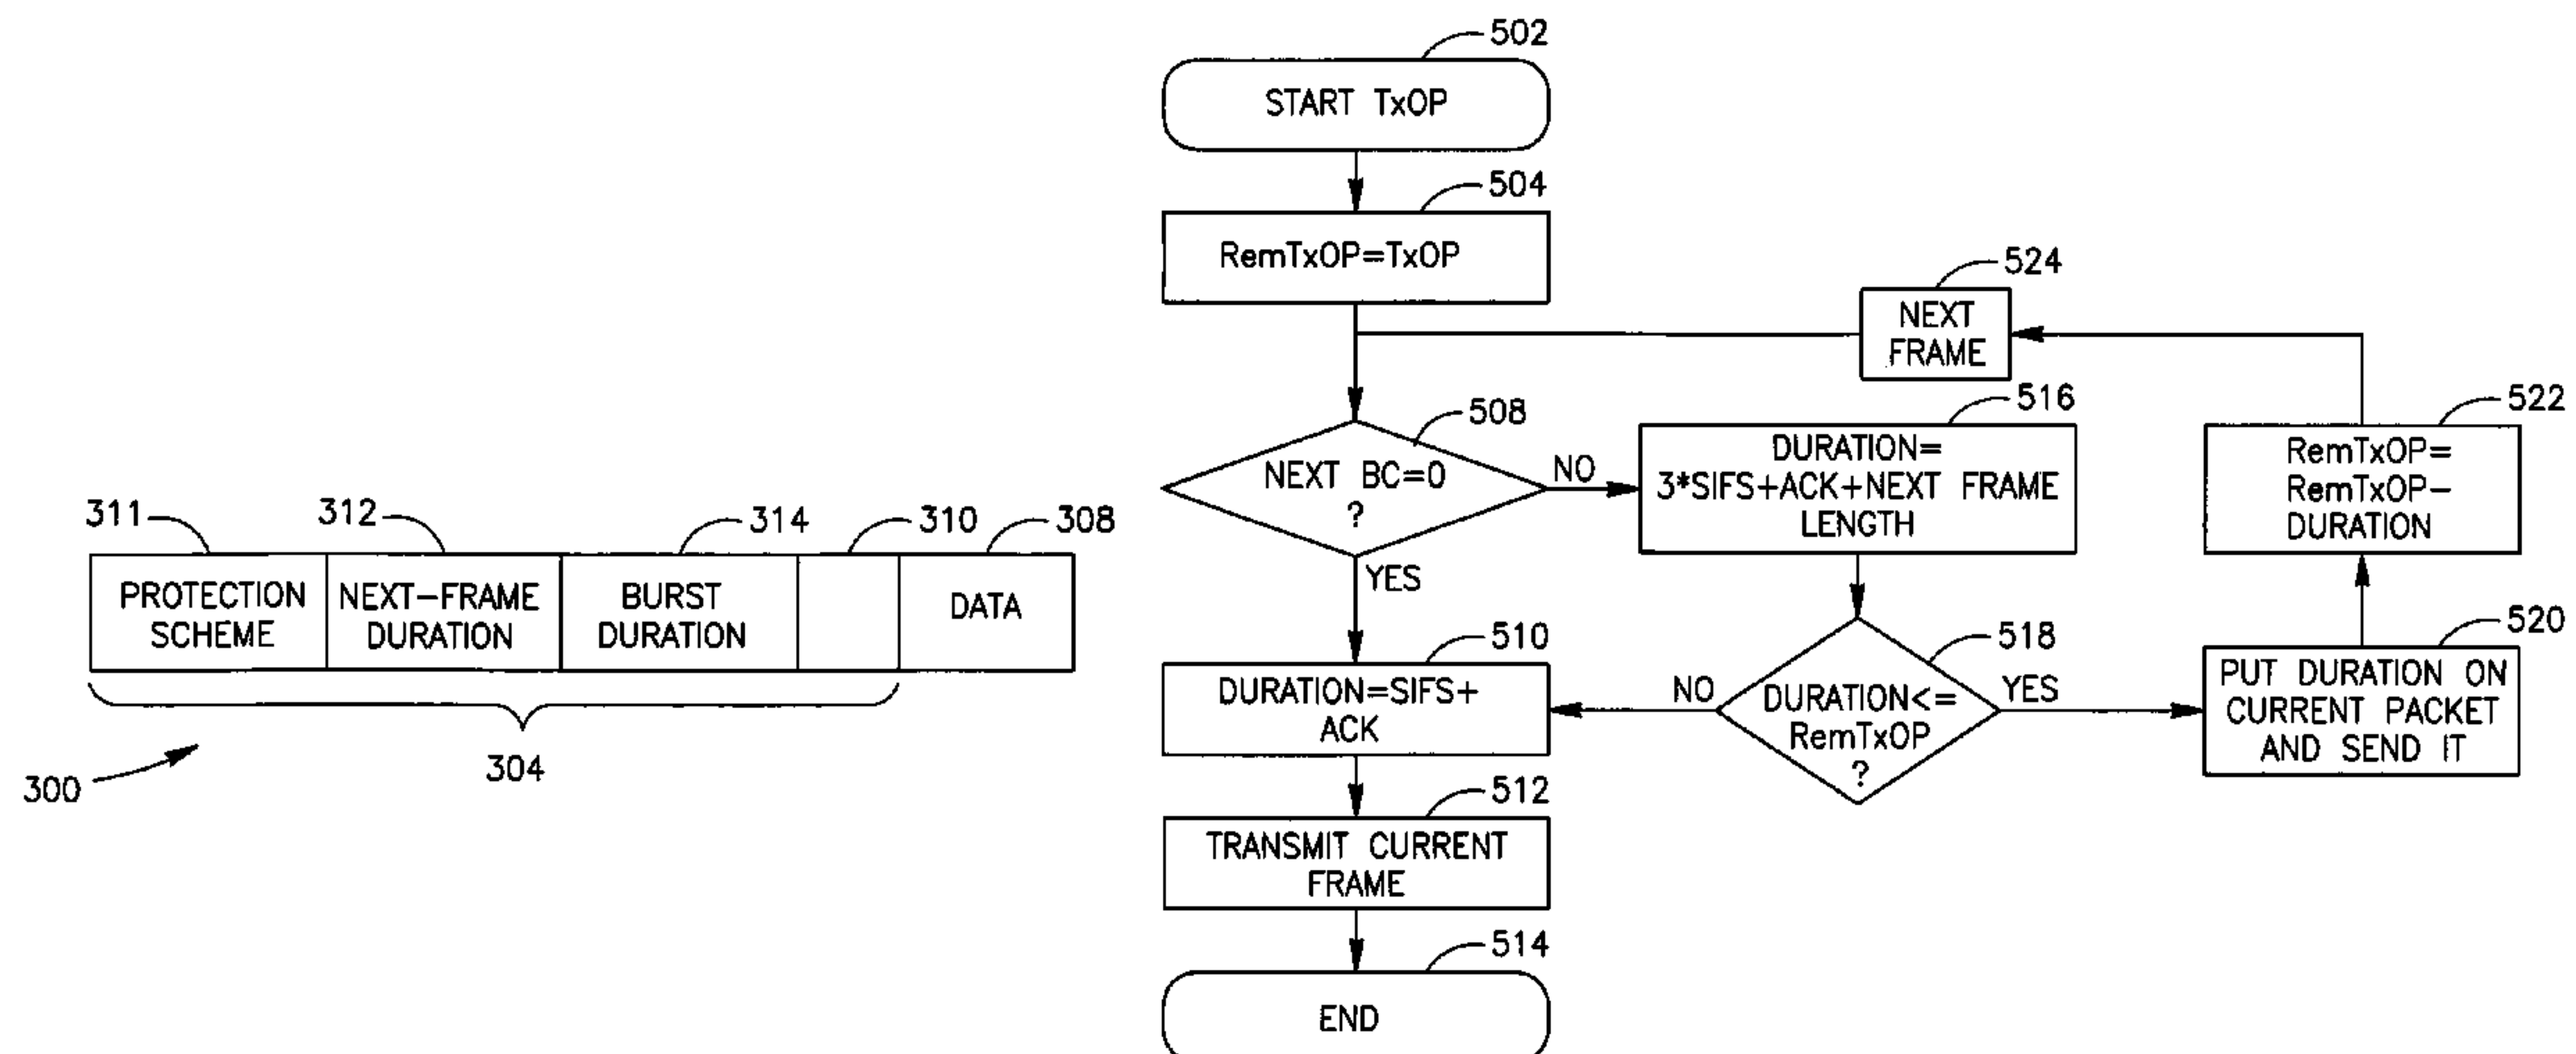 311
312
314
310
308
PROTECTION
SCHEME
NEXT-FRAME
DURATION
BURST
DURATION
DATA
300
304
502
START TxOP
504
RemTxOP=TxOP
524
NEXT
FRAME
508
NEXT BC=0
?
NO
YES
516
DURATION=
3*SIFS+ACK+NEXT FRAME
LENGTH
522
RemTxOP=
RemTxOP-
DURATION
510
DURATION=SIFS+
ACK
518
DURATION<=
RemTxOP
?
NO
YES
520
PUT DURATION ON
CURRENT PACKET
AND SEND IT
512
TRANSMIT CURRENT
FRAME
514
END